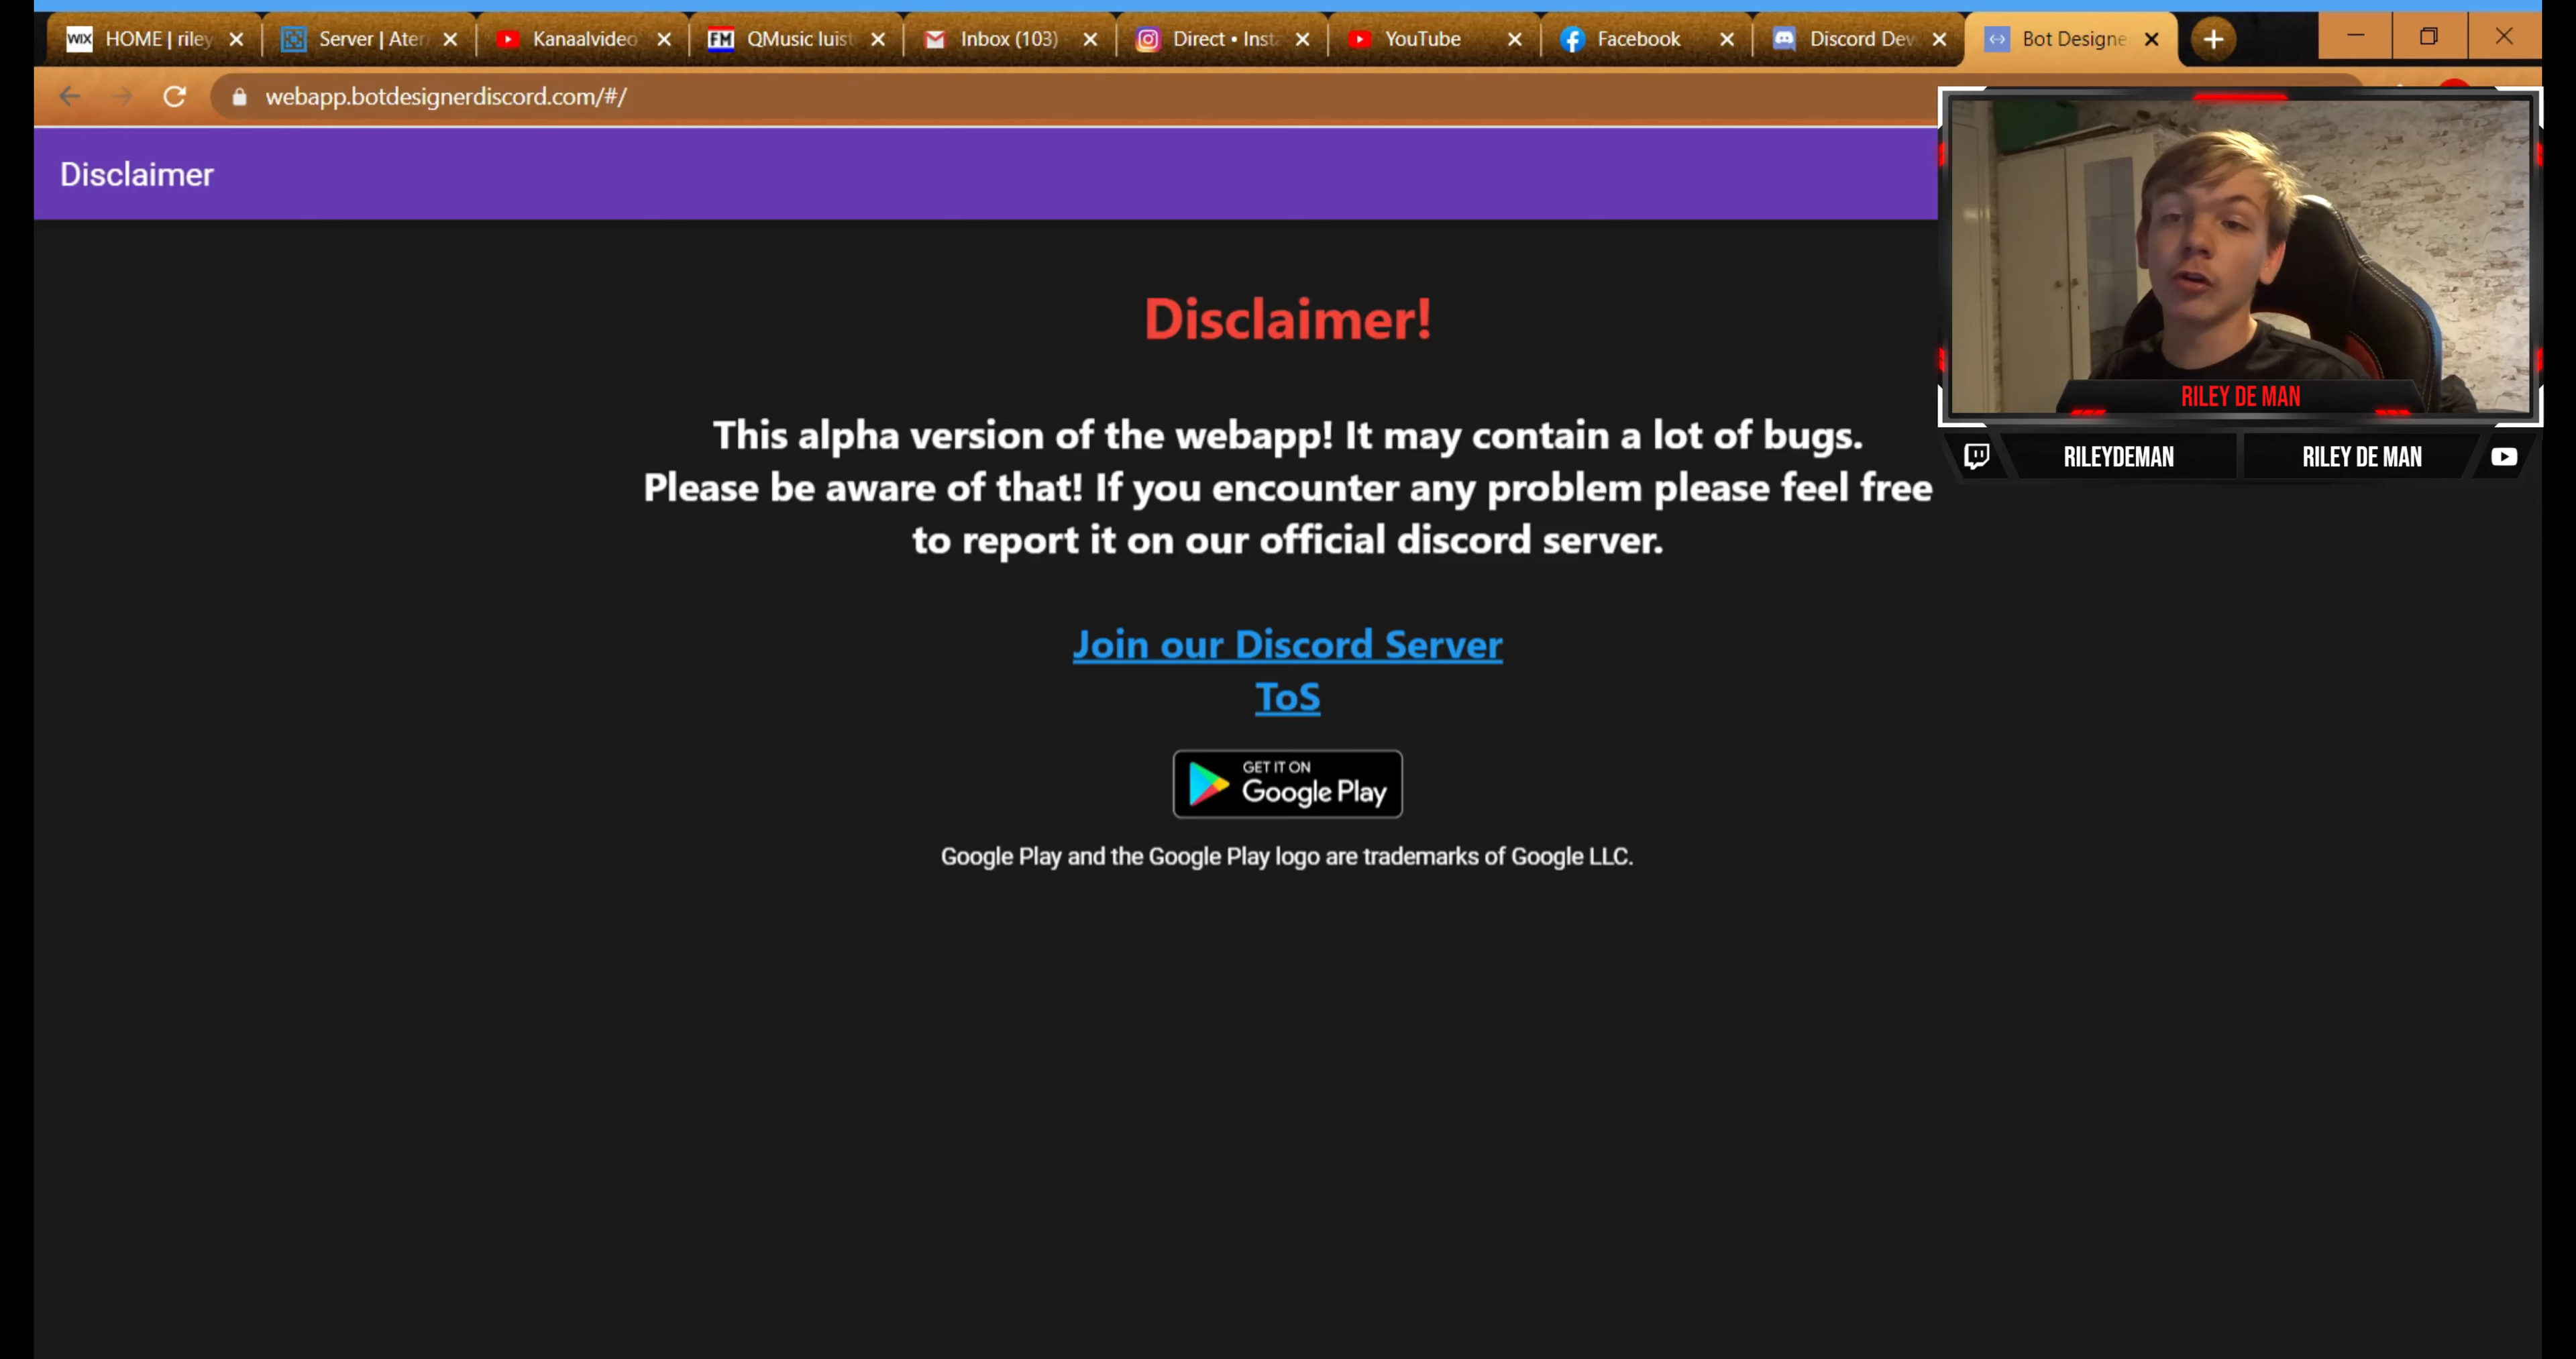 WIX HOME | riley
Server | Ater
Kanaalvideo
FM QMusic luist
Inbox (103)
Direct • Inst
YouTube
Facebook
Discord Dev
Bot Designe
webapp.botdesignerdiscord.com/#/
Disclaimer
Disclaimer!
This alpha version of the webapp! It may contain a lot of bugs.
Please be aware of that! If you encounter any problem please feel free
to report it on our official discord server.
Join our Discord Server
ToS
GET IT ON
Google Play
Google Play and the Google Play logo are trademarks of Google LLC.
RILEY DE MAN
RILEYDEMAN
RILEY DE MAN